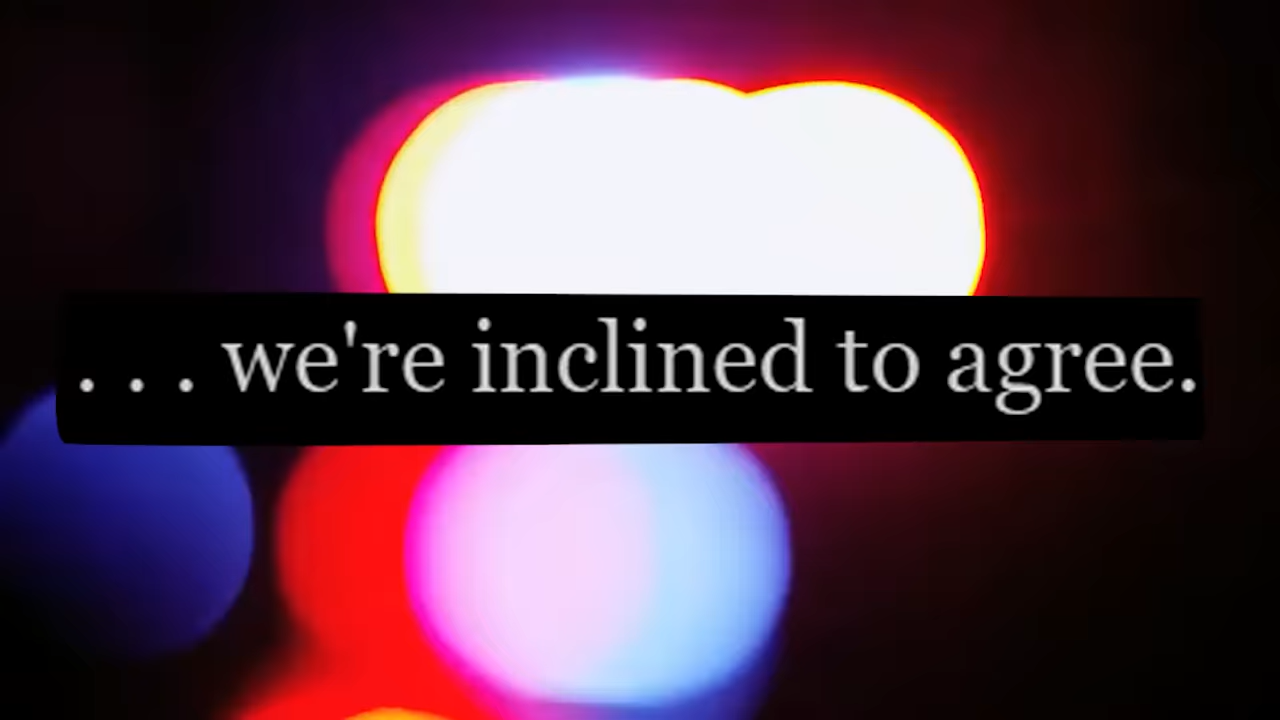 . . . we're inclined to agree.